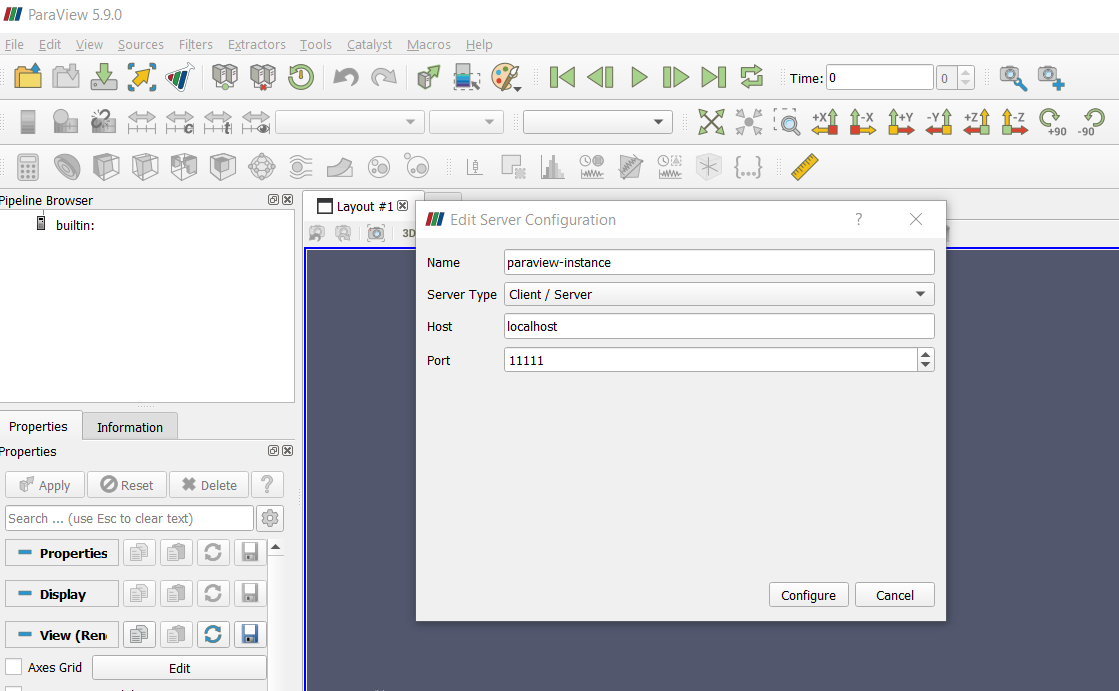 ParaView 5.9.0
File Edit View Sources Filters Extractors Tools Catalyst Macros Help
Time: 0 0
C t +X -X +Y -Y +Z -Z +90 -90
{...}
Pipeline Browser
builtin:
Layout #1
3D
Edit Server Configuration ?
Name paraview-instance
Server Type Client / Server
Host localhost
Port 11111
Configure Cancel
Properties Information
Properties
Apply Reset Delete ?
Search ... (use Esc to clear text)
Properties
Display
View (Ren
Axes Grid Edit